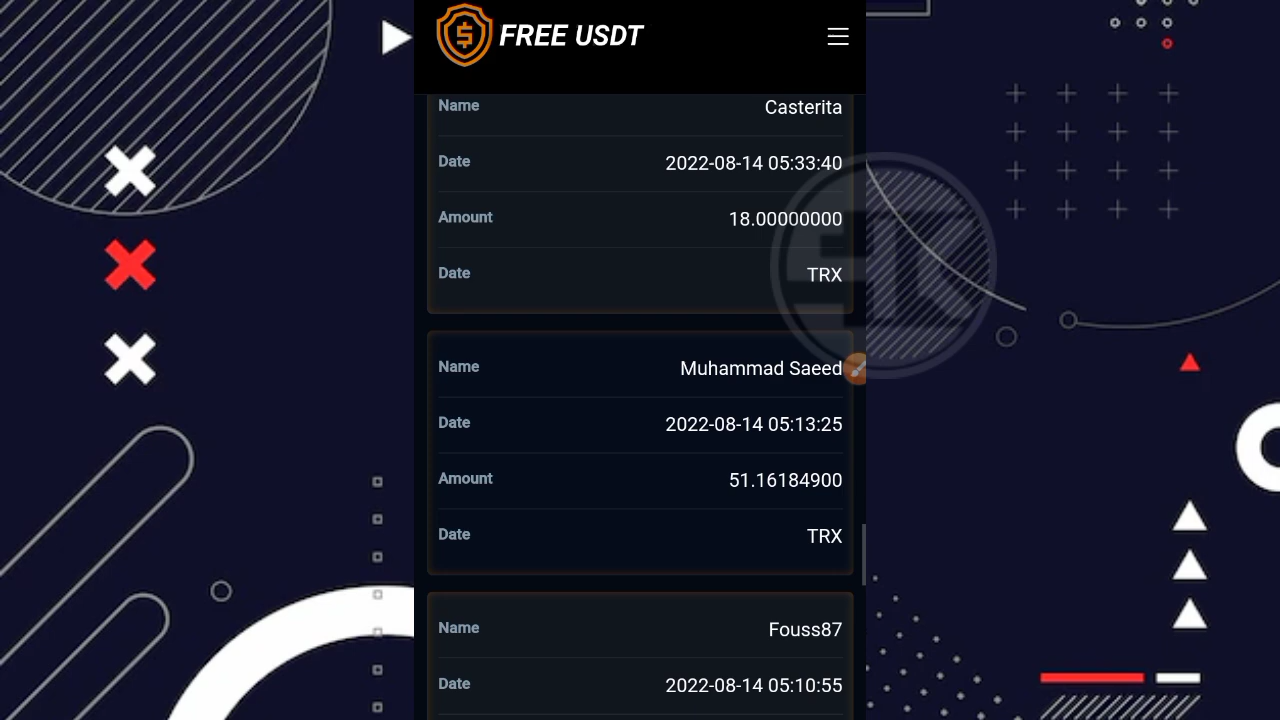 FREE USDT
Name Casterita
Date 2022-08-14 05:33:40
Amount 18.00000000
Date TRX
Name Muhammad Saeed
Date 2022-08-14 05:13:25
Amount 51.16184900
Date TRX
Name Fouss87
Date 2022-08-14 05:10:55